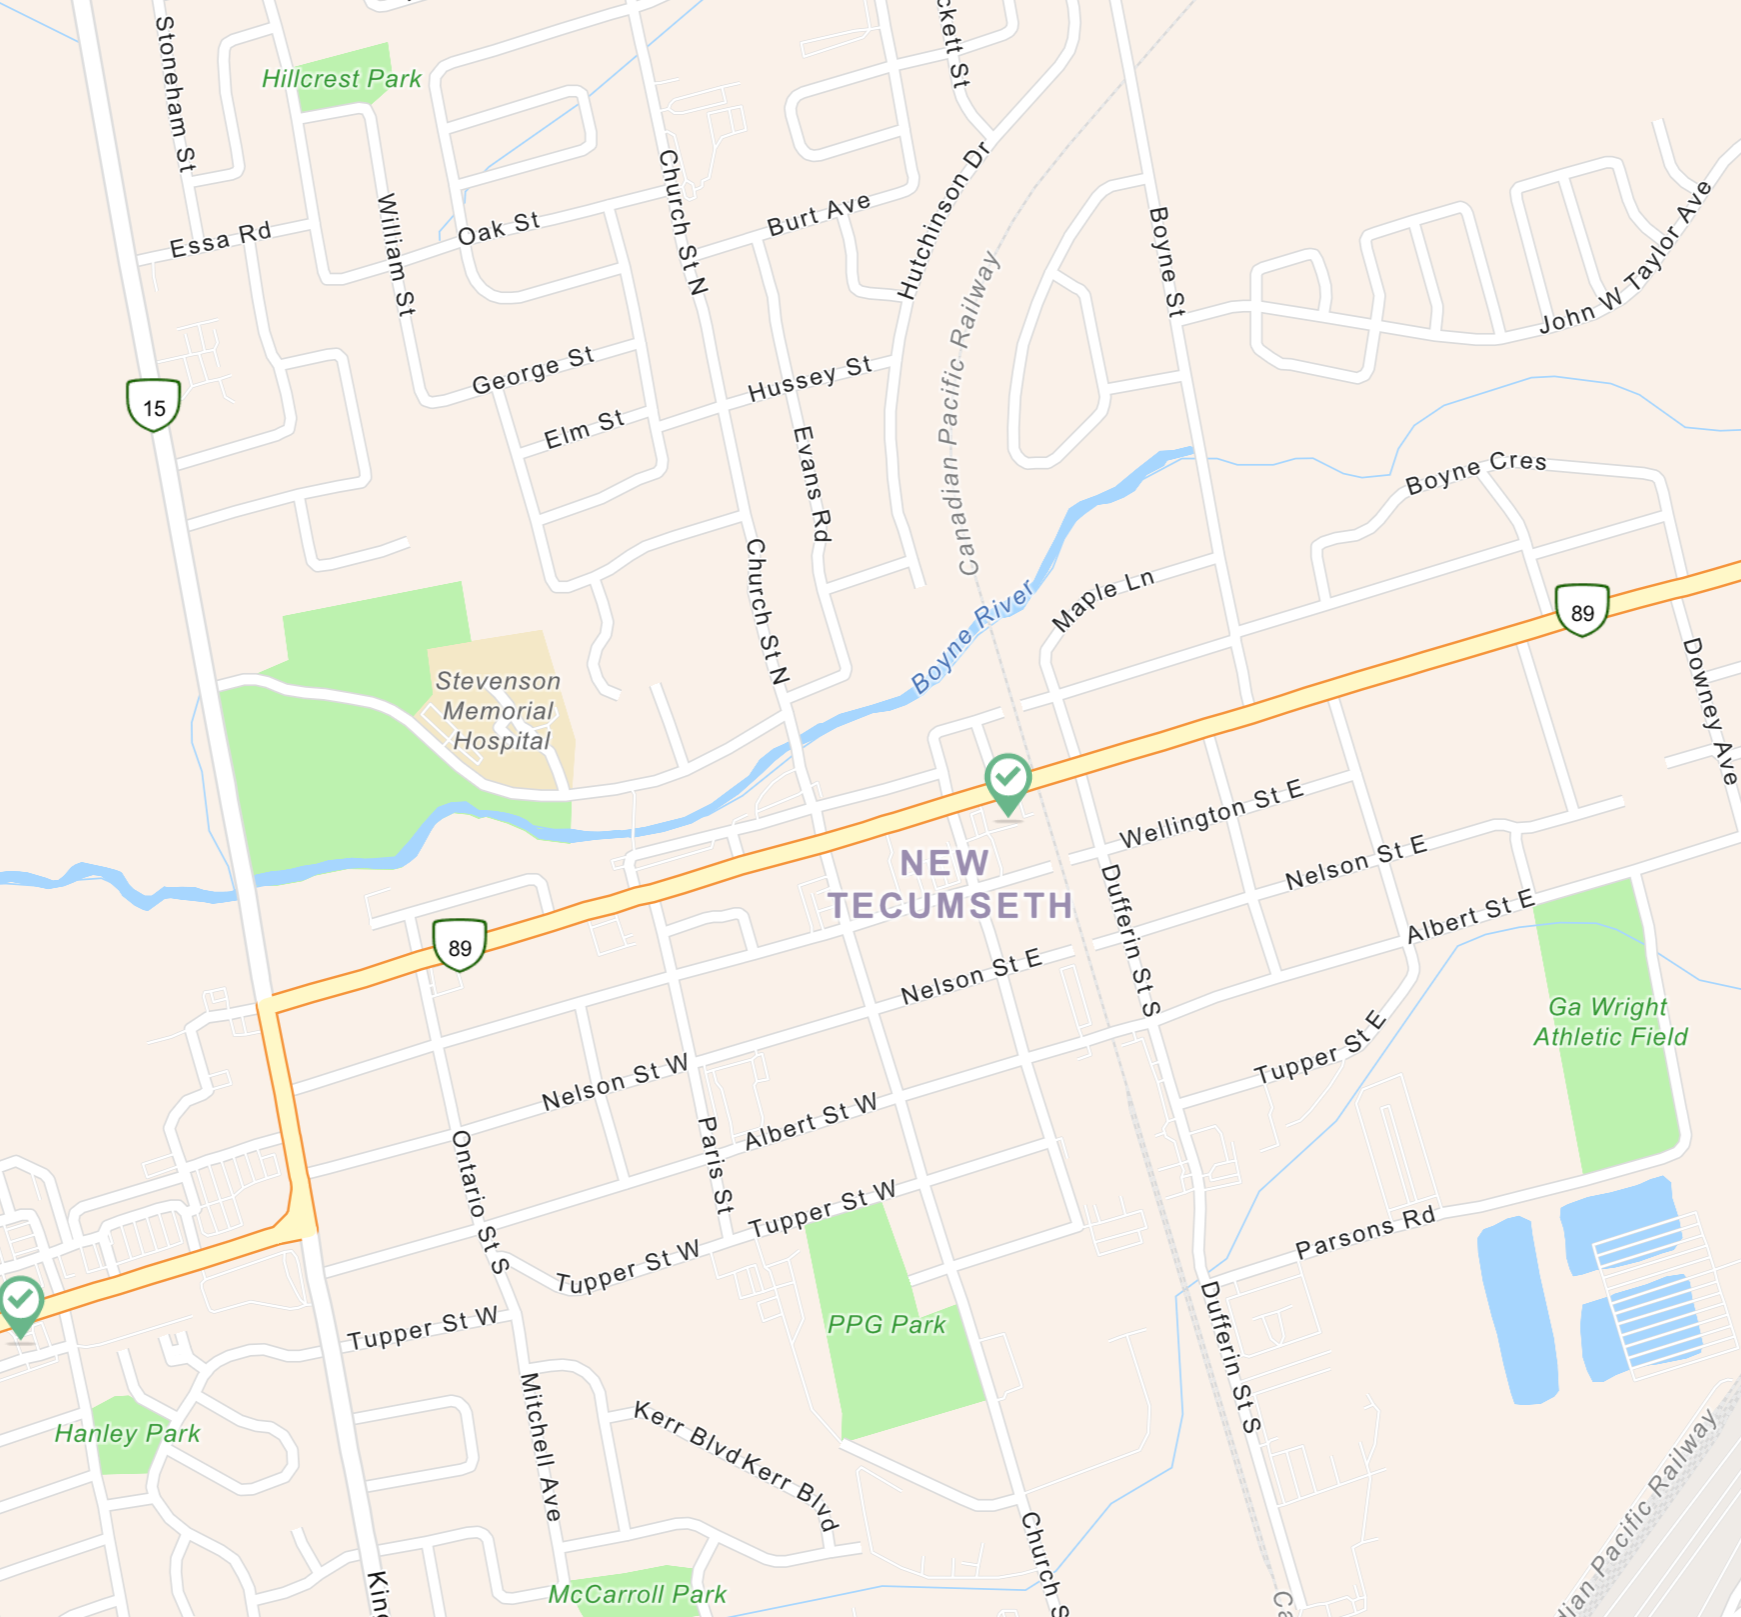 ckett St
Stoneham St
Hillcrest Park
Church St N
Hutchinson Dr
William St
Burt Ave
Boyne St
John W Taylor Ave
Oak St
Essa Rd
Canadian Pacific Railway
George St
Hussey St
15
Elm St
Evans Rd
Boyne Cres
Church St N
Maple Ln
Boyne River
89
Downey Ave
Stevenson
Memorial
Hospital
Wellington St E
NEW
TECUMSETH
Nelson St E
Dufferin St S
Albert St E
89
Nelson St E
Ga Wright
Athletic Field
Tupper St E
Nelson St W
Albert St W
Paris St
Ontario St S
Tupper St W
Parsons Rd
Tupper St W
Tupper St W
PPG Park
Dufferin St S
Hanley Park
Mitchell Ave
Kerr Blvd
Kerr Blvd
dian Pacific Railway
Church S
King
McCarroll Park
Ca